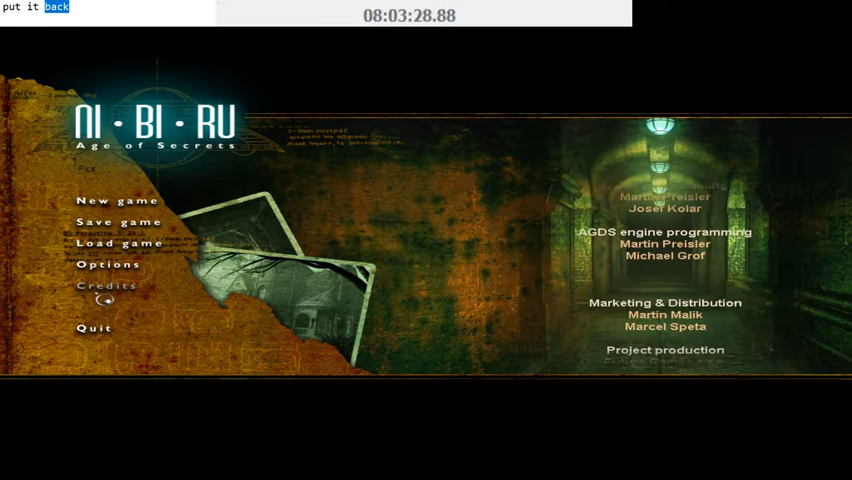 put it back
08:03:28.88
NI • BI • RU
Age of Secrets
New game
Save game
Load game
Options
Credits
Quit
Martin Preisler
Josef Kolar
AGDS engine programming
Martin Preisler
Michael Grof
Marketing & Distribution
Martin Malik
Marcel Speta
Project production